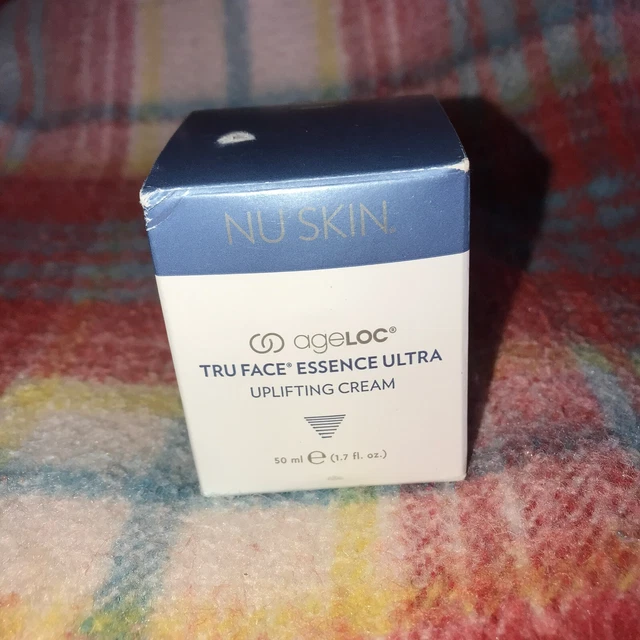 NU SKIN.
ageLOC®
TRU FACE® ESSENCE ULTRA
UPLIFTING CREAM
50 ml ℮ (1.7 fl. oz.)